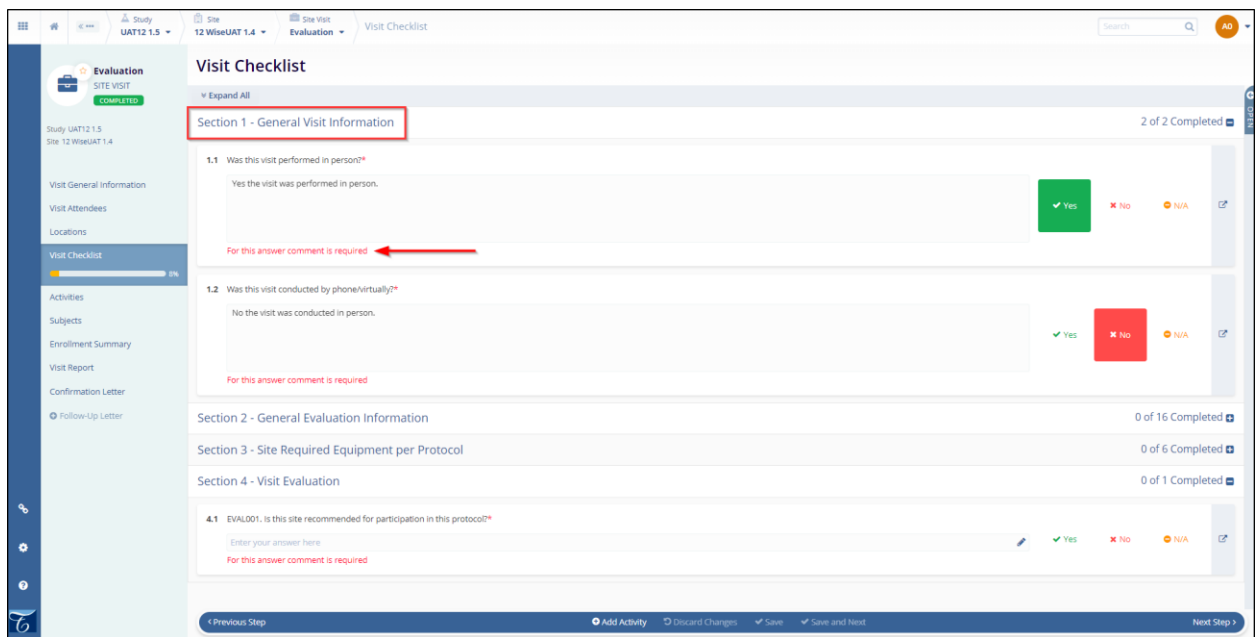 Study
UAT12 1.5
Site
12 WiseUAT 1.4
Site Visit
Evaluation
Visit Checklist
Search
AO
Evaluation
SITE VISIT
COMPLETED
Study UAT12 1.5
Site 12 WiseUAT 1.4
Visit General Information
Visit Attendees
Locations
Visit Checklist
8%
Activities
Subjects
Enrollment Summary
Visit Report
Confirmation Letter
Follow-Up Letter
Visit Checklist
Expand All
OPEN
Section 1 - General Visit Information 2 of 2 Completed
1.1 Was this visit performed in person?*
Yes the visit was performed in person.
Yes No N/A
For this answer comment is required
1.2 Was this visit conducted by phone/virtually?*
No the visit was conducted in person.
Yes No N/A
For this answer comment is required
Section 2 - General Evaluation Information 0 of 16 Completed
Section 3 - Site Required Equipment per Protocol 0 of 6 Completed
Section 4 - Visit Evaluation 0 of 1 Completed
4.1 EVAL001. Is this site recommended for participation in this protocol?*
Enter your answer here Yes No N/A
For this answer comment is required
Previous Step Add Activity Discard Changes Save Save and Next Next Step